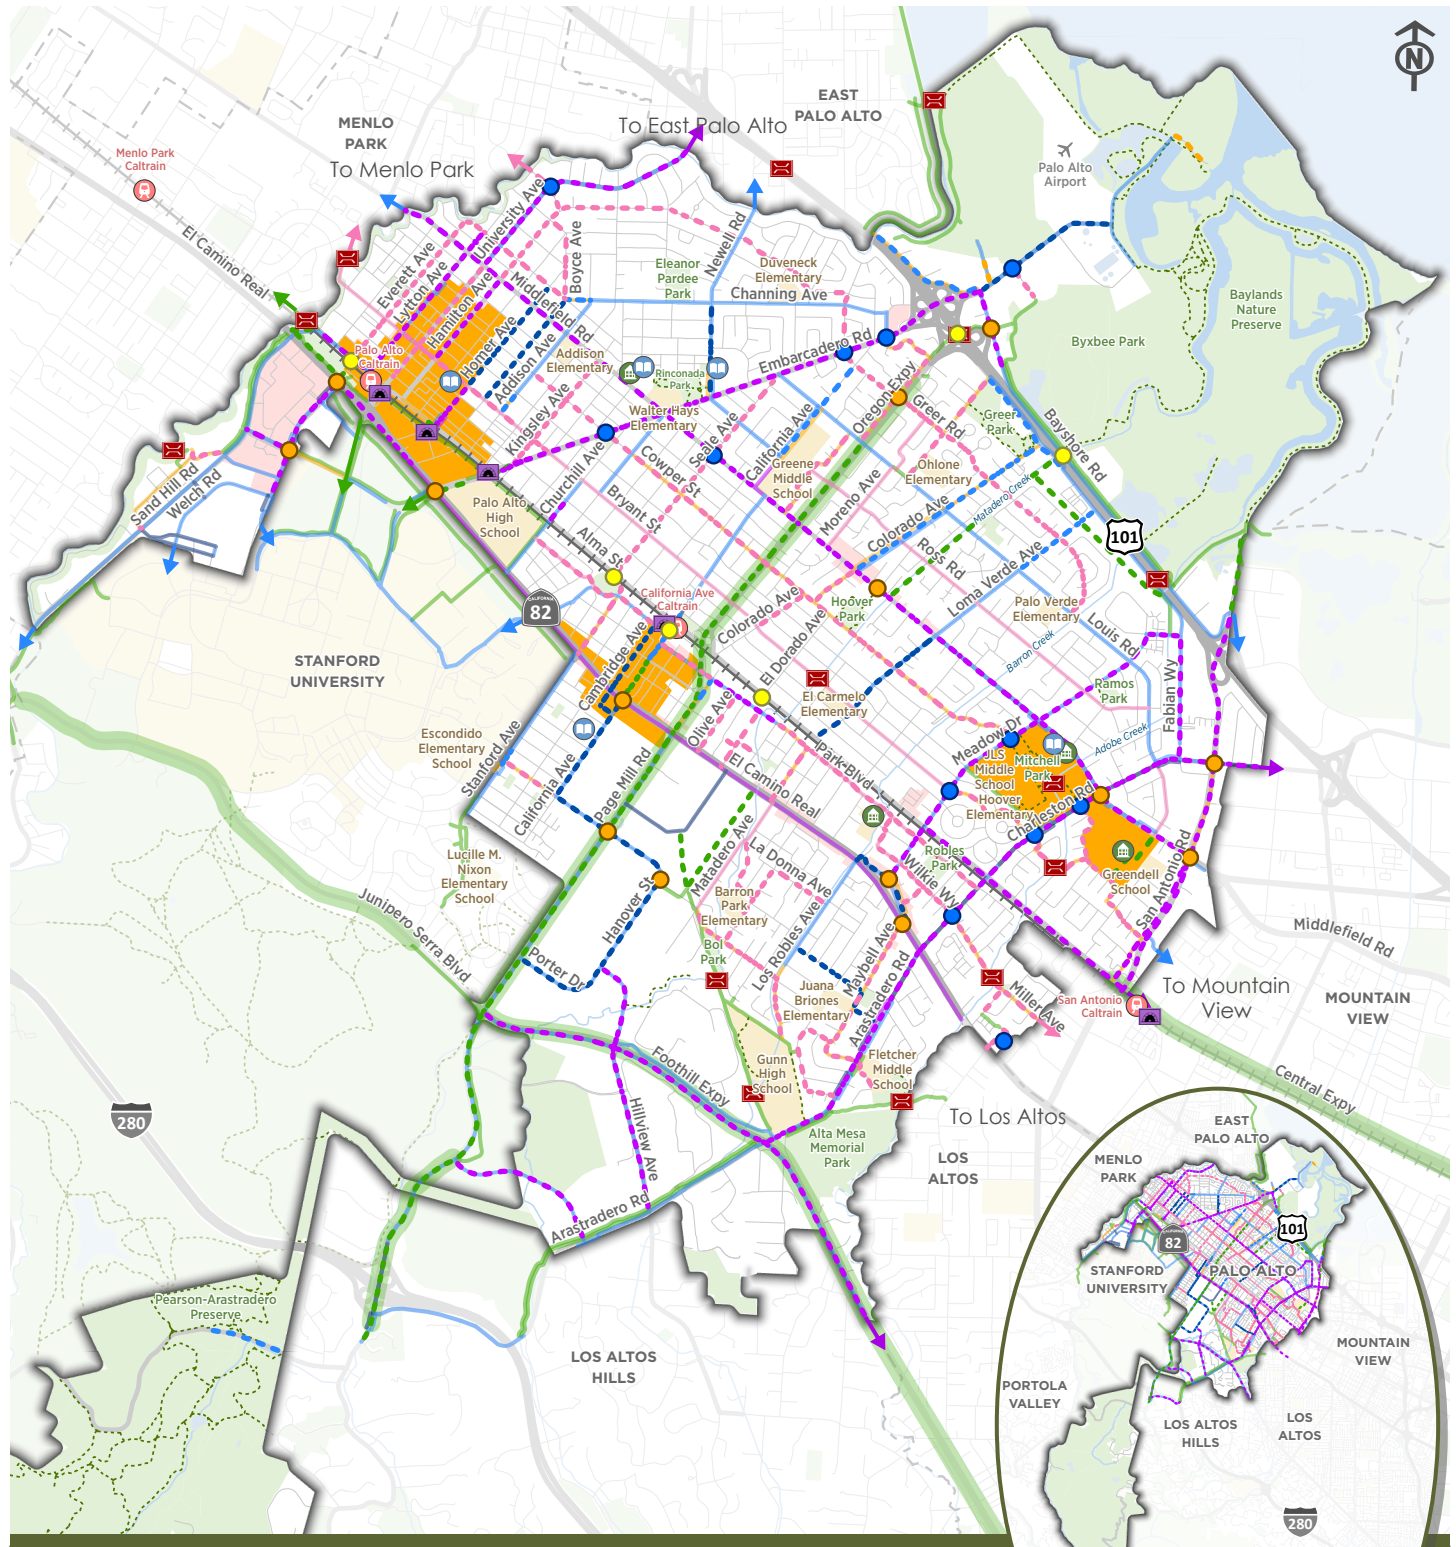 N
EAST
PALO ALTO
To East Palo Alto
MENLO
PARK
To Menlo Park
Menlo Park
Caltrain
Palo Alto
Airport
El Camino Real
University Ave
Everett Ave
Lytton Ave
Hamilton Ave
Middlefield Rd
Boyce Ave
Newell Rd
Eleanor
Pardee
Park
Duveneck
Elementary
Channing Ave
Baylands
Nature
Preserve
Byxbee Park
Homer Ave
Addison Ave
Addison
Elementary
Palo Alto
Caltrain
Rinconada
Park
Embarcadero Rd
Walter Hays
Elementary
Kingsley Ave
Oregon Expy
Greer Rd
Greer
Park
Bayshore Rd
Seale Ave
California Ave
Churchill Ave
Cowper St
Greene
Middle
School
Ohlone
Elementary
Moreno Ave
Matadero Creek
Sand Hill Rd
Welch Rd
Palo Alto
High
School
Bryant St
Alma St
Colorado Ave
Ross Rd
Loma Verde Ave
101
82
CALIFORNIA
California Ave
Caltrain
Colorado Ave
Hoover
Park
Palo Verde
Elementary
Louis Rd
Barron Creek
El Dorado Ave
STANFORD
UNIVERSITY
Cambridge Ave
El Carmelo
Elementary
Ramos
Park
Fabian Wy
Adobe Creek
Escondido
Elementary
School
Stanford Ave
Olive Ave
Park Blvd
Meadow Dr
JLS
Middle
School
Hoover
Elementary
Mitchell
Park
El Camino Real
California Ave
Page Mill Rd
Charleston Rd
Matadero Ave
La Donna Ave
Robles
Park
Wilkie Wy
San Antonio Rd
Greendell
School
Lucille M.
Nixon
Elementary
School
Junipero Serra Blvd
Hanover St
Barron
Park
Elementary
Bol
Park
Los Robles Ave
Maybell Ave
Arastradero Rd
Middlefield Rd
Porter Dr
Juana
Briones
Elementary
Miller Ave
San Antonio
Caltrain
To Mountain
View
MOUNTAIN
VIEW
Foothill Expy
Gunn
High
School
Fletcher
Middle
School
Central Expy
280
Hillview Ave
Alta Mesa
Memorial
Park
To Los Altos
LOS
ALTOS
Arastradero Rd
Pearson-Arastradero
Preserve
LOS ALTOS
HILLS
EAST
PALO ALTO
MENLO
PARK
101
82
STANFORD
UNIVERSITY
PALO ALTO
MOUNTAIN
VIEW
PORTOLA
VALLEY
LOS ALTOS
HILLS
LOS
ALTOS
280